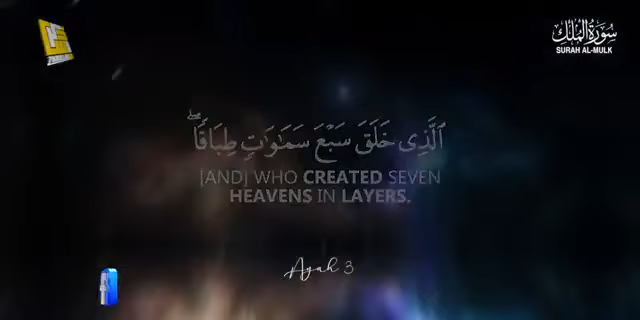 سُورَةُ المُلْكِ
SURAH AL-MULK
ٱلَّذِى خَلَقَ سَبْعَ سَمَٰوَٰتٍ طِبَاقًا ۖ
[AND] WHO CREATED SEVEN
HEAVENS IN LAYERS.
Ayah 3